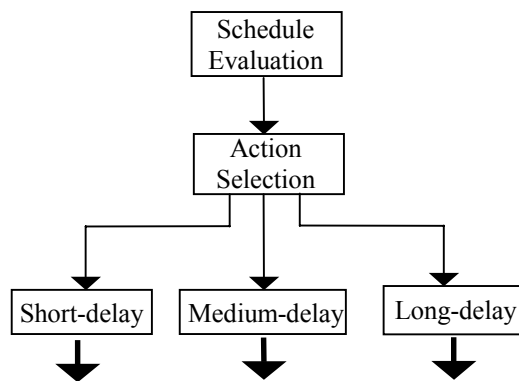 Schedule
Evaluation
Action
Selection
Short-delay
Medium-delay
Long-delay